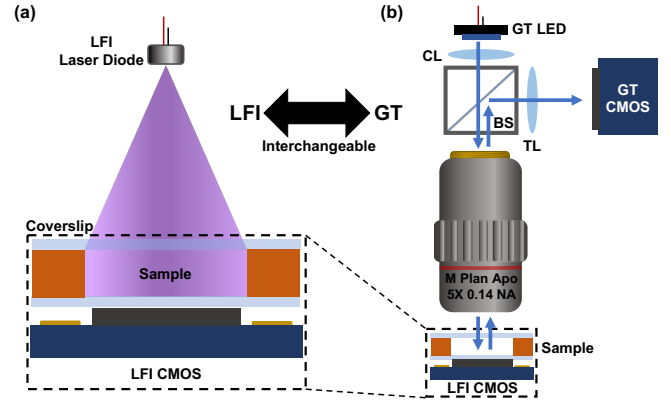 (a)
LFI
Laser Diode
LFI
GT
Interchangeable
Coverslip
Sample
LFI CMOS
(b)
GT LED
CL
BS
TL
GT
CMOS
M Plan Apo
5X 0.14 NA
Sample
LFI CMOS